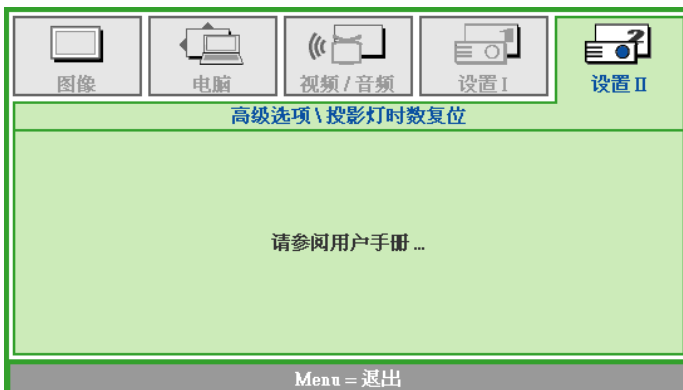 图像
电脑
视频 / 音频
设置 I
设置 II
高级选项 \ 投影灯时数复位
请参阅用户手册 ...
Menu = 退出